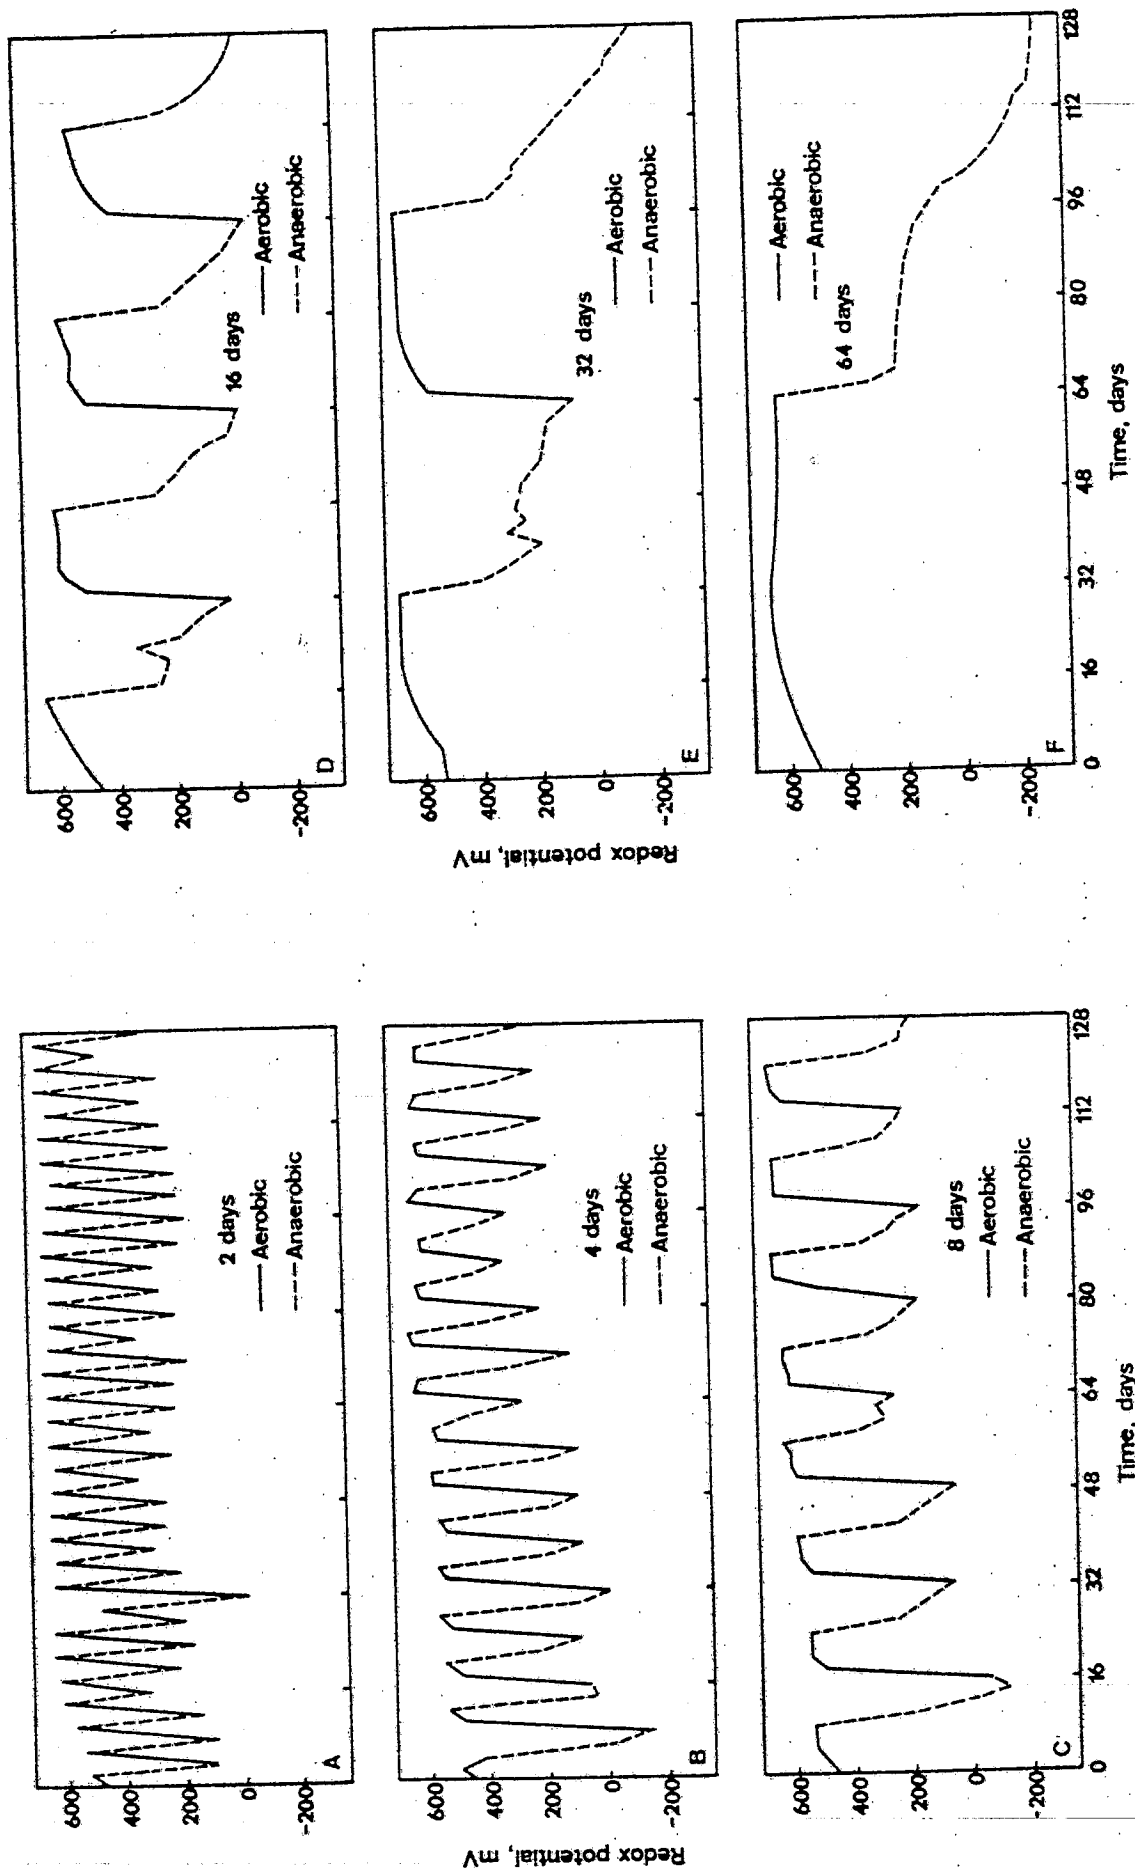 600
400
200
0
-200
A
2 days
Aerobic
Anaerobic
600
400
200
0
-200
Redox potential, mV
B
4 days
Aerobic
Anaerobic
600
400
200
0
-200
C
8 days
Aerobic
Anaerobic
0 16 32 48 64 80 96 112 128
Time, days
600
400
200
0
-200
D
16 days
Aerobic
Anaerobic
600
400
200
0
-200
Redox potential, mV
E
32 days
Aerobic
Anaerobic
600
400
200
0
-200
F
64 days
Aerobic
Anaerobic
0 16 32 48 64 80 96 112 128
Time, days